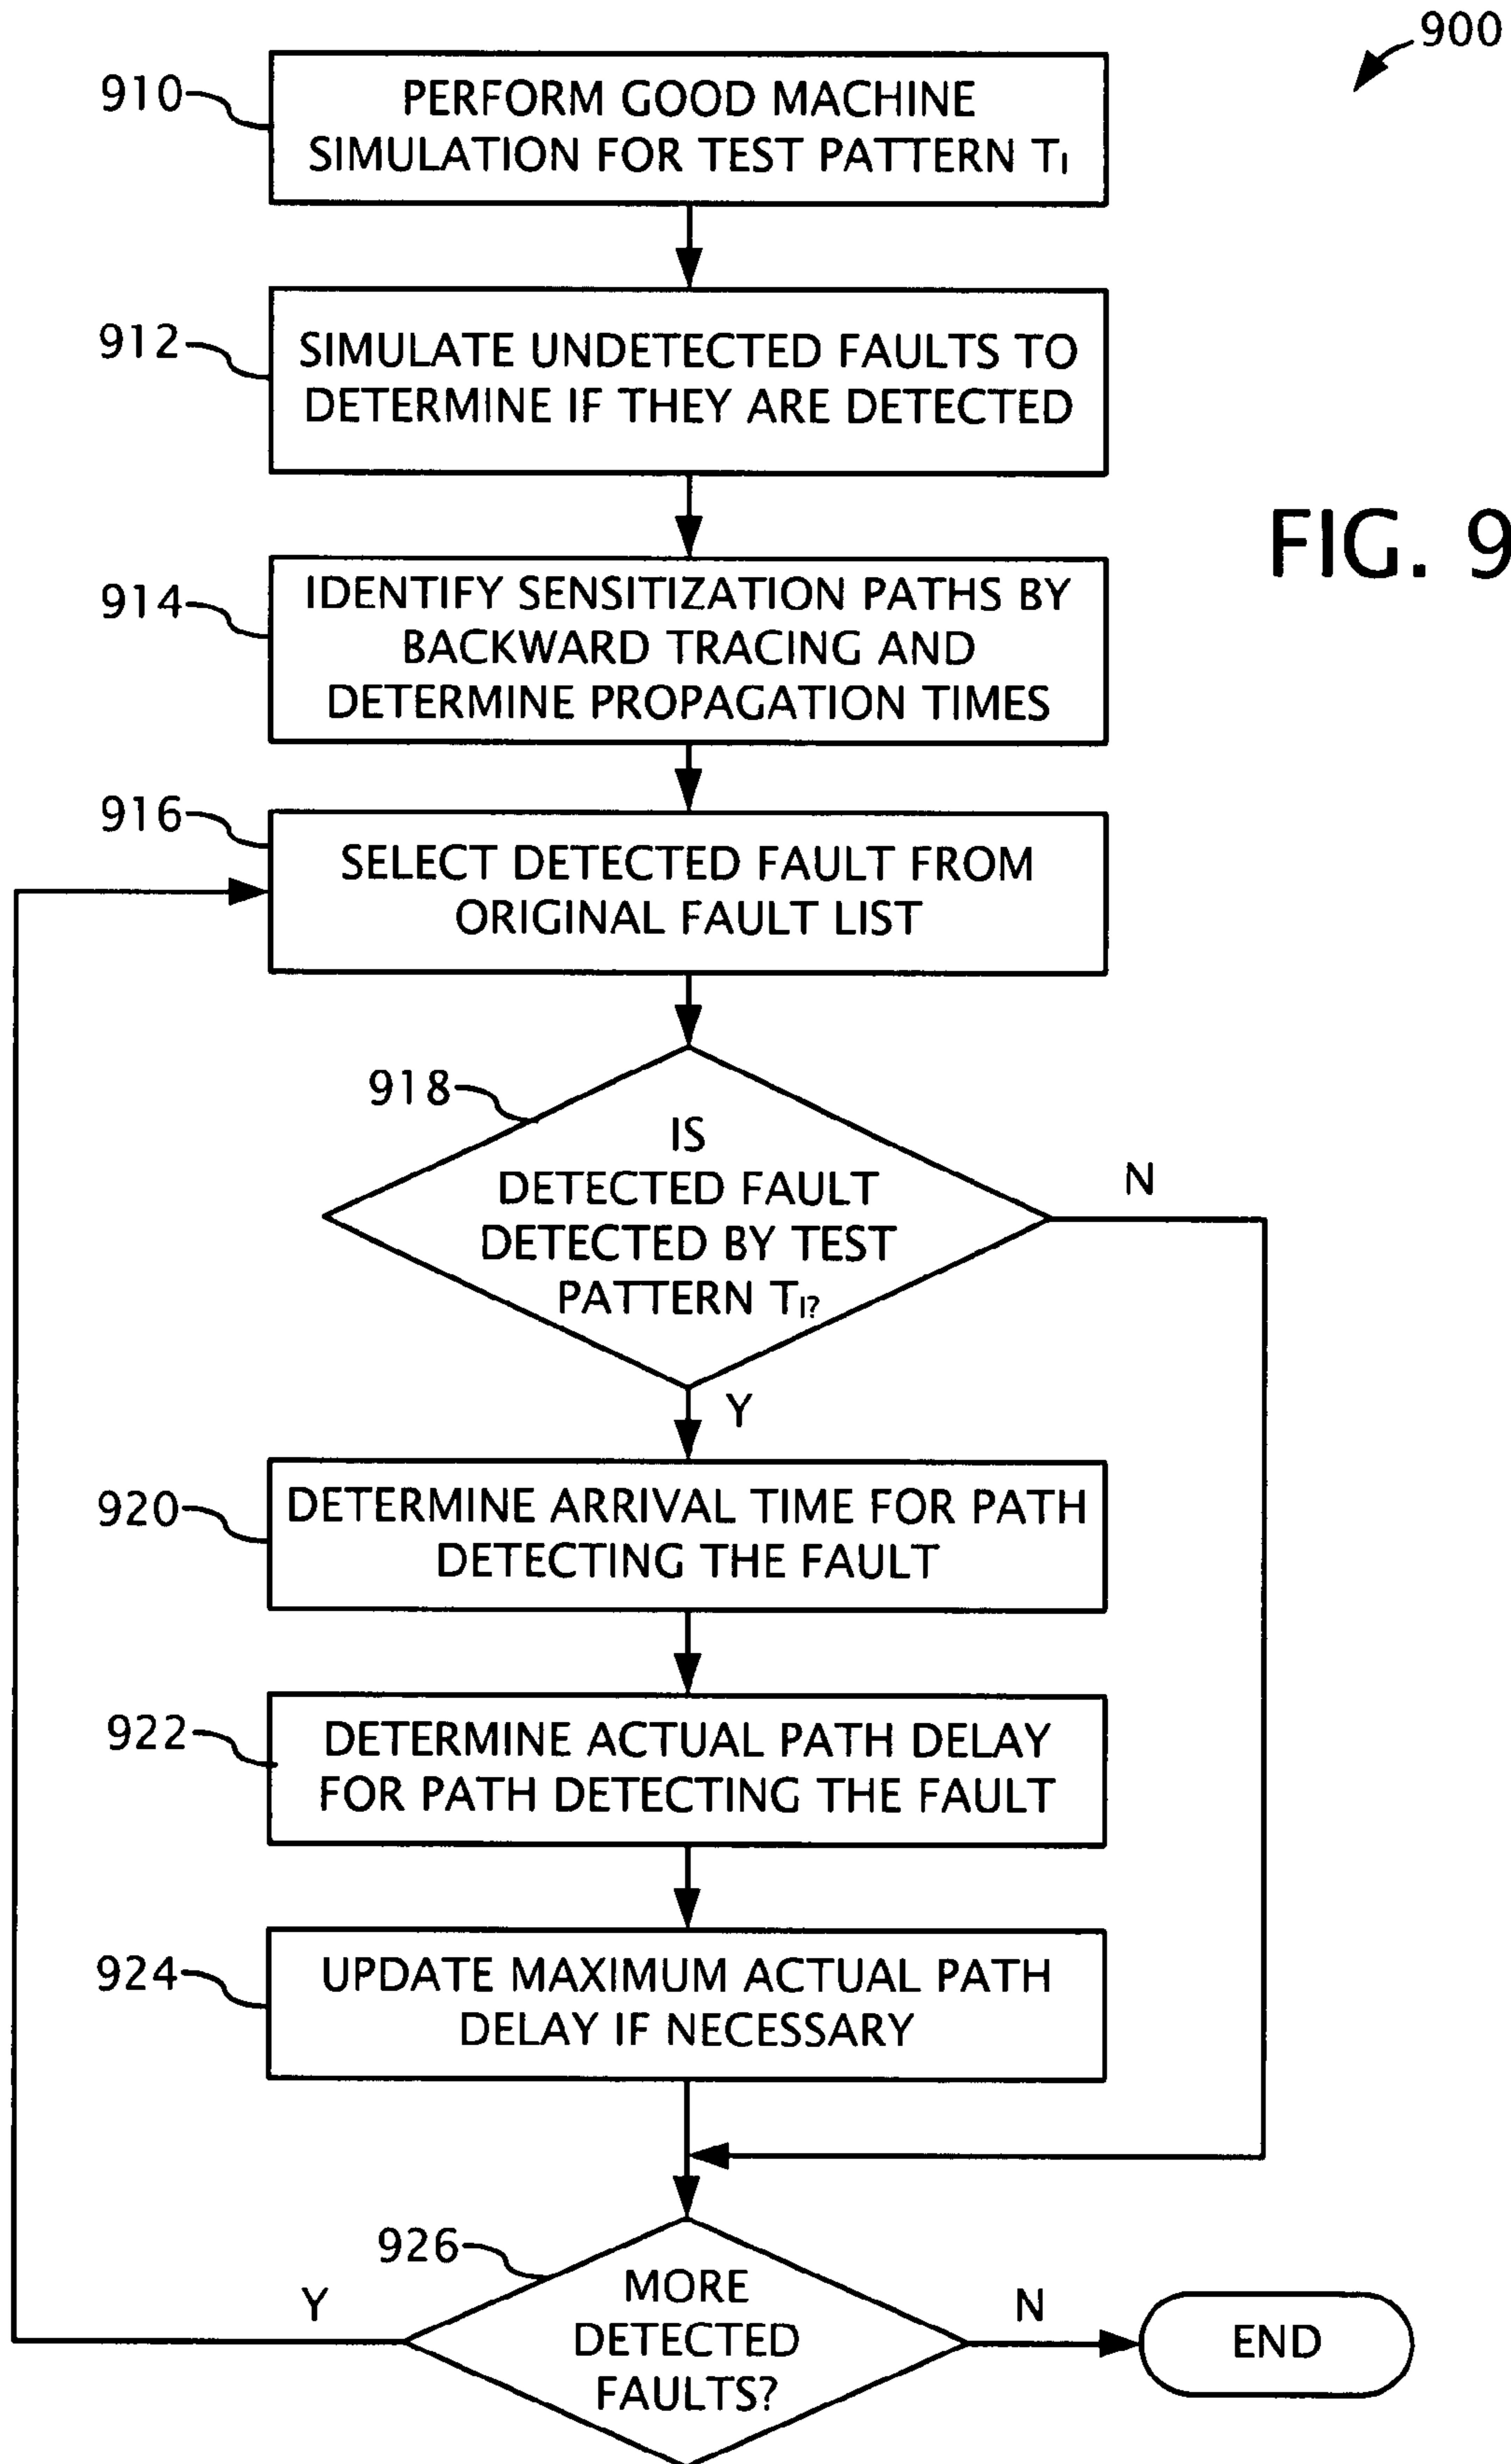 900
910
PERFORM GOOD MACHINE
SIMULATION FOR TEST PATTERN TI
912
SIMULATE UNDETECTED FAULTS TO
DETERMINE IF THEY ARE DETECTED
FIG. 9
914
IDENTIFY SENSITIZATION PATHS BY
BACKWARD TRACING AND
DETERMINE PROPAGATION TIMES
916
SELECT DETECTED FAULT FROM
ORIGINAL FAULT LIST
918
IS
DETECTED FAULT
DETECTED BY TEST
PATTERN TI?
N
Y
920
DETERMINE ARRIVAL TIME FOR PATH
DETECTING THE FAULT
922
DETERMINE ACTUAL PATH DELAY
FOR PATH DETECTING THE FAULT
924
UPDATE MAXIMUM ACTUAL PATH
DELAY IF NECESSARY
926
MORE
DETECTED
FAULTS?
Y
N
END